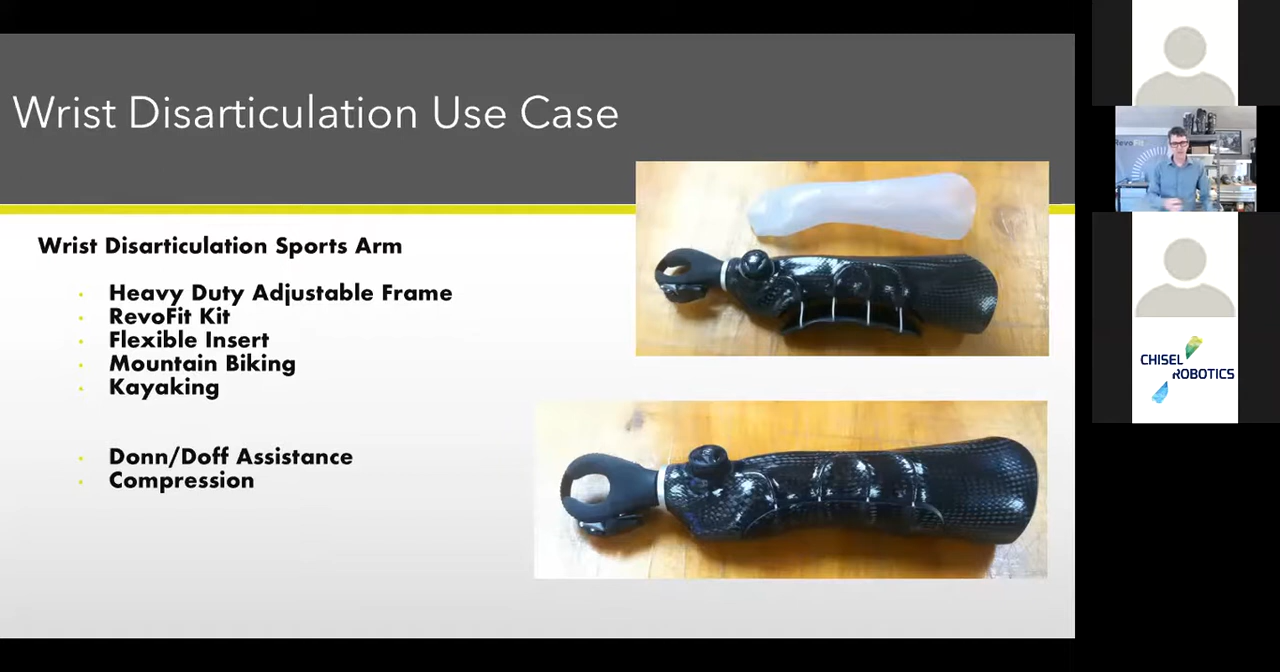 Wrist Disarticulation Use Case
Wrist Disarticulation Sports Arm
Heavy Duty Adjustable Frame
RevoFit Kit
Flexible Insert
Mountain Biking
Kayaking
Donn/Doff Assistance
Compression
RevoFit
CHISEL
ROBOTICS